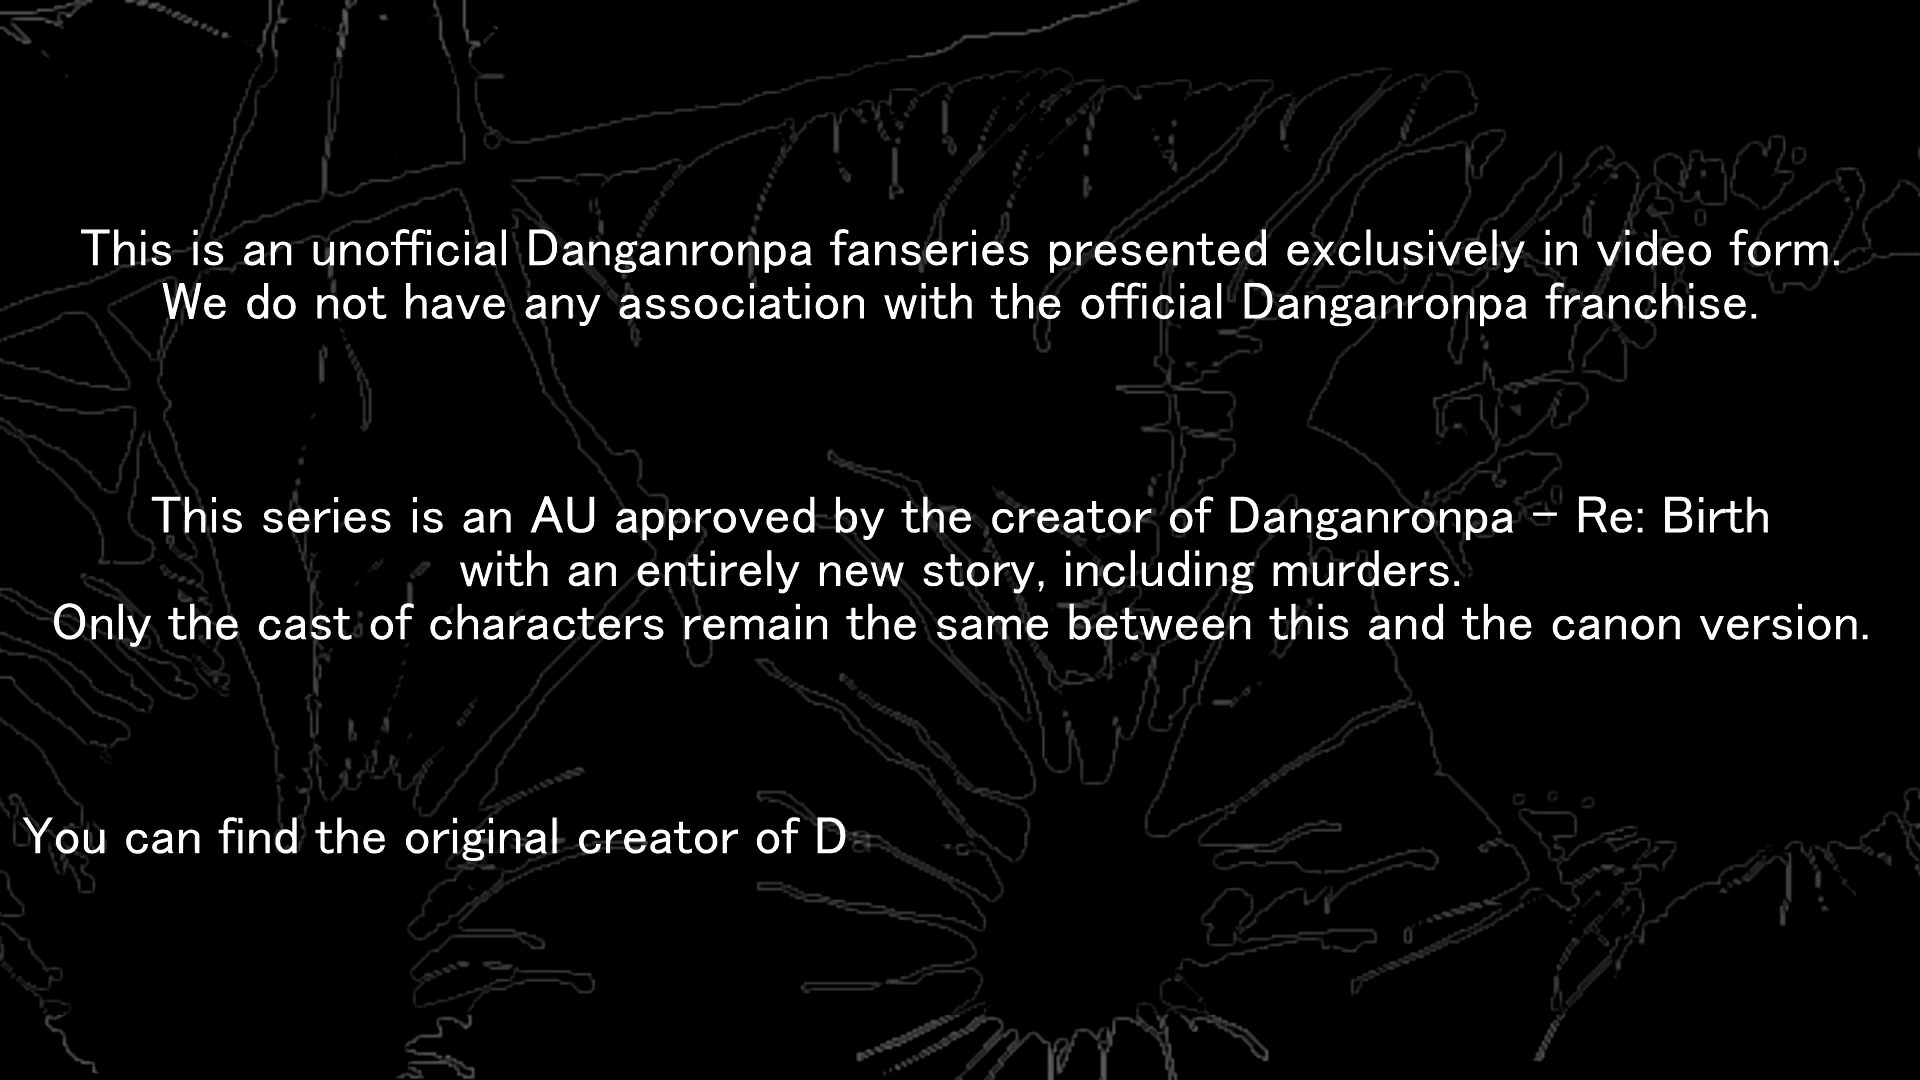 This is an unofficial Danganronpa fanseries presented exclusively in video form.
We do not have any association with the official Danganronpa franchise.
This series is an AU approved by the creator of Danganronpa - Re: Birth
with an entirely new story, including murders.
Only the cast of characters remain the same between this and the canon version.
You can find the original creator of Da